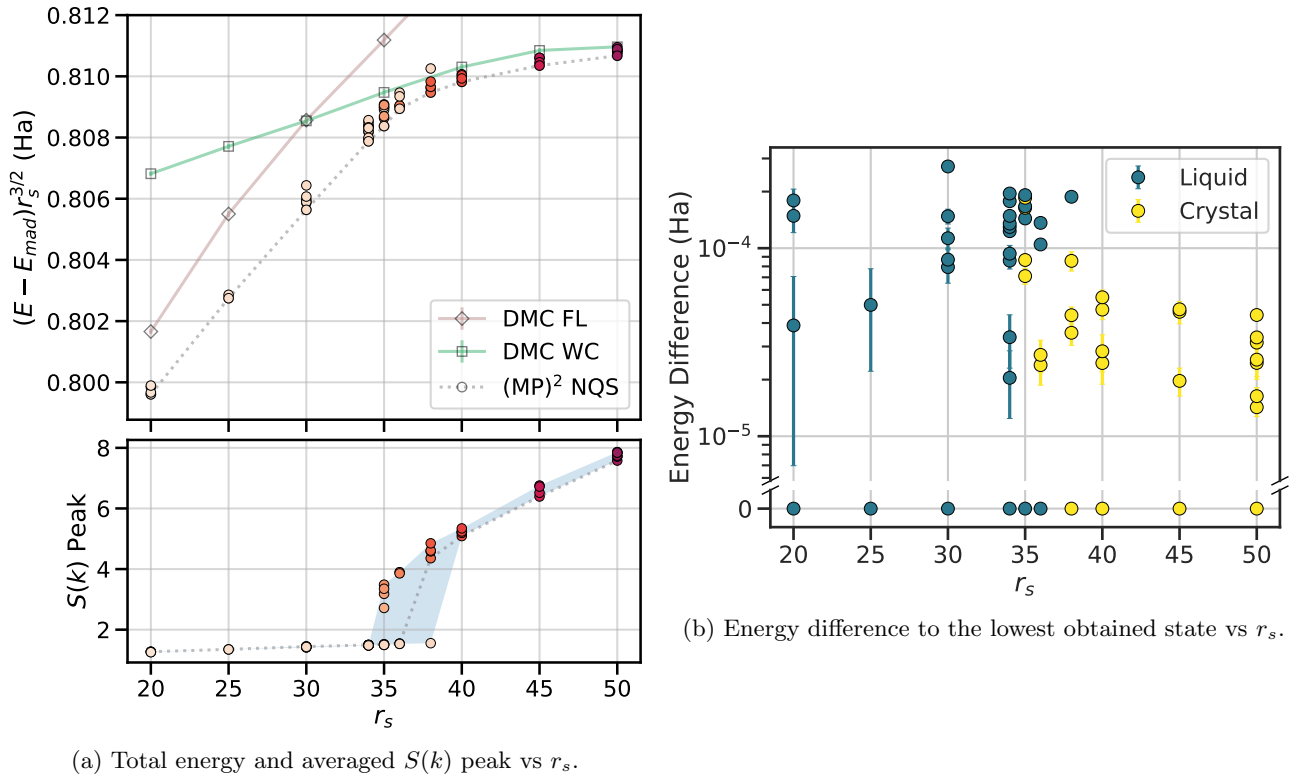 0.812
0.810
0.808
0.806
0.804
0.802
0.800
(E − E_{mad})r_s^{3/2} (Ha)
DMC FL
DMC WC
(MP)² NQS
8
6
4
2
S(k) Peak
20 25 30 35 40 45 50
r_s
(a) Total energy and averaged S(k) peak vs r_s.
Energy Difference (Ha)
10⁻⁴
10⁻⁵
0
Liquid
Crystal
20 25 30 35 40 45 50
r_s
(b) Energy difference to the lowest obtained state vs r_s.